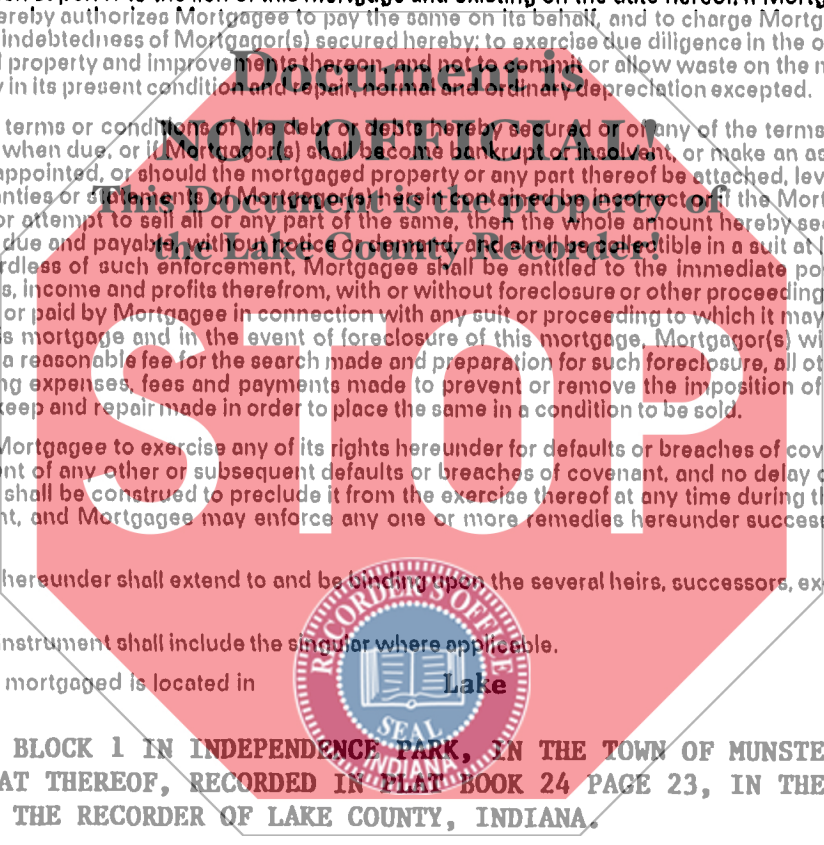 ereby authorizes Mortgagee to pay the same on its behalf, and to charge Mortg
indebtedness of Mortgagor(s) secured hereby; to exercise due diligence in the o
property and improvements thereon, and not to commit or allow waste on the m
y in its present condition and repair, normal and ordinary depreciation excepted.
Document is
NOT OFFICIAL!
This Document is the property of
the Lake County Recorder!
terms or conditions of the debt or debts hereby secured or of any of the terms
when due, or if Mortgagor(s) shall become bankrupt or insolvent, or make an as
appointed, or should the mortgaged property or any part thereof be attached, lev
nties or statements of Mortgagor(s) herein contained be incorrect or if the Mort
or attempt to sell all or any part of the same, then the whole amount hereby sec
due and payable, without notice or demand, and shall be collectible in a suit at l
rdless of such enforcement, Mortgagee shall be entitled to the immediate po
s, income and profits therefrom, with or without foreclosure or other proceeding
or paid by Mortgagee in connection with any suit or proceeding to which it may
s mortgage and in the event of foreclosure of this mortgage, Mortgagor(s) wi
a reasonable fee for the search made and preparation for such foreclosure, all ot
ng expenses, fees and payments made to prevent or remove the imposition of
keep and repair made in order to place the same in a condition to be sold.
STOP
Mortgagee to exercise any of its rights hereunder for defaults or breaches of cov
nt of any other or subsequent defaults or breaches of covenant, and no delay o
shall be construed to preclude it from the exercise thereof at any time during th
nt, and Mortgagee may enforce any one or more remedies hereunder success
hereunder shall extend to and be binding upon the several heirs, successors, ex
nstrument shall include the singular where applicable.
mortgaged is located in Lake
RECORDER'S OFFICE
SEAL
INDIANA
BLOCK 1 IN INDEPENDENCE PARK, IN THE TOWN OF MUNSTE
AT THEREOF, RECORDED IN PLAT BOOK 24 PAGE 23, IN THE
THE RECORDER OF LAKE COUNTY, INDIANA.